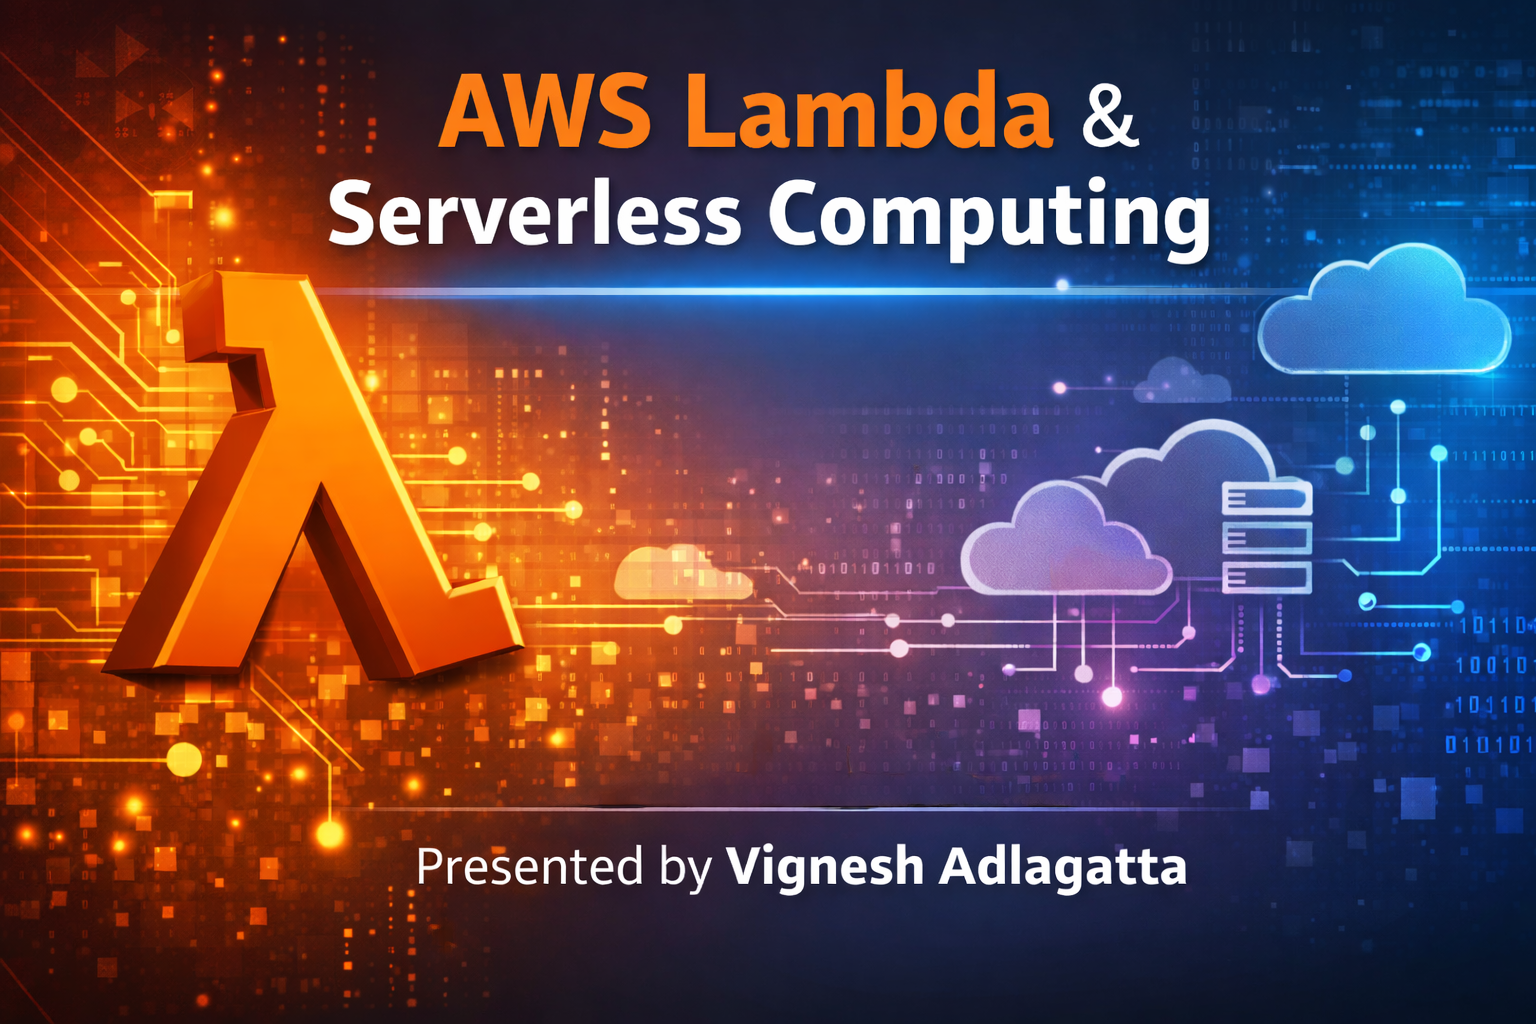 AWS Lambda &
Serverless Computing
λ
Presented by Vignesh Adlagatta